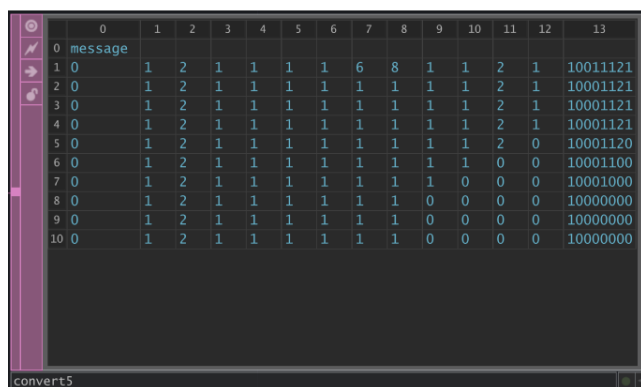 0 1 2 3 4 5 6 7 8 9 10 11 12 13
0 message
1 0 1 2 1 1 1 1 6 8 1 1 2 1 10011121
2 0 1 2 1 1 1 1 1 1 1 1 2 1 10001121
3 0 1 2 1 1 1 1 1 1 1 1 2 1 10001121
4 0 1 2 1 1 1 1 1 1 1 1 2 1 10001121
5 0 1 2 1 1 1 1 1 1 1 1 2 0 10001120
6 0 1 2 1 1 1 1 1 1 1 1 0 0 10001100
7 0 1 2 1 1 1 1 1 1 1 0 0 0 10001000
8 0 1 2 1 1 1 1 1 1 0 0 0 0 10000000
9 0 1 2 1 1 1 1 1 1 0 0 0 0 10000000
10 0 1 2 1 1 1 1 1 1 0 0 0 0 10000000
convert5